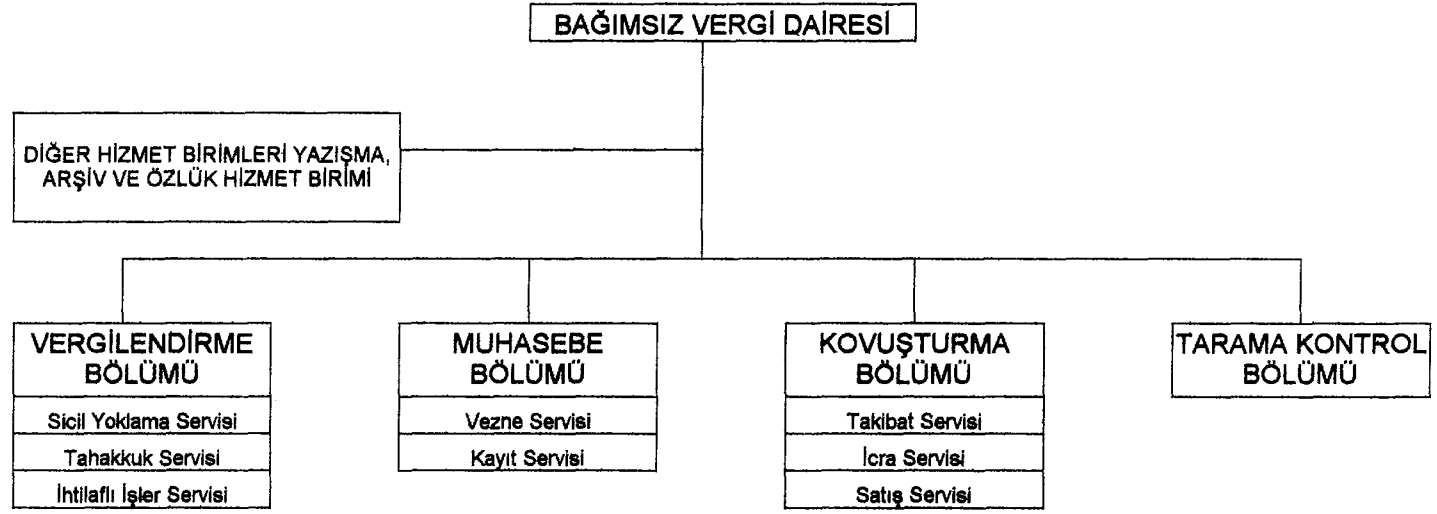 BAĞIMSIZ VERGİ DAİRESİ
DİĞER HİZMET BİRİMLERİ YAZIŞMA,
ARŞİV VE ÖZLÜK HİZMET BİRİMİ
VERGİLENDİRME
BÖLÜMÜ
Sicil Yoklama Servisi
Tahakkuk Servisi
İhtilaflı İşler Servisi
MUHASEBE
BÖLÜMÜ
Vezne Servisi
Kayıt Servisi
KOVUŞTURMA
BÖLÜMÜ
Takibat Servisi
İcra Servisi
Satış Servisi
TARAMA KONTROL
BÖLÜMÜ